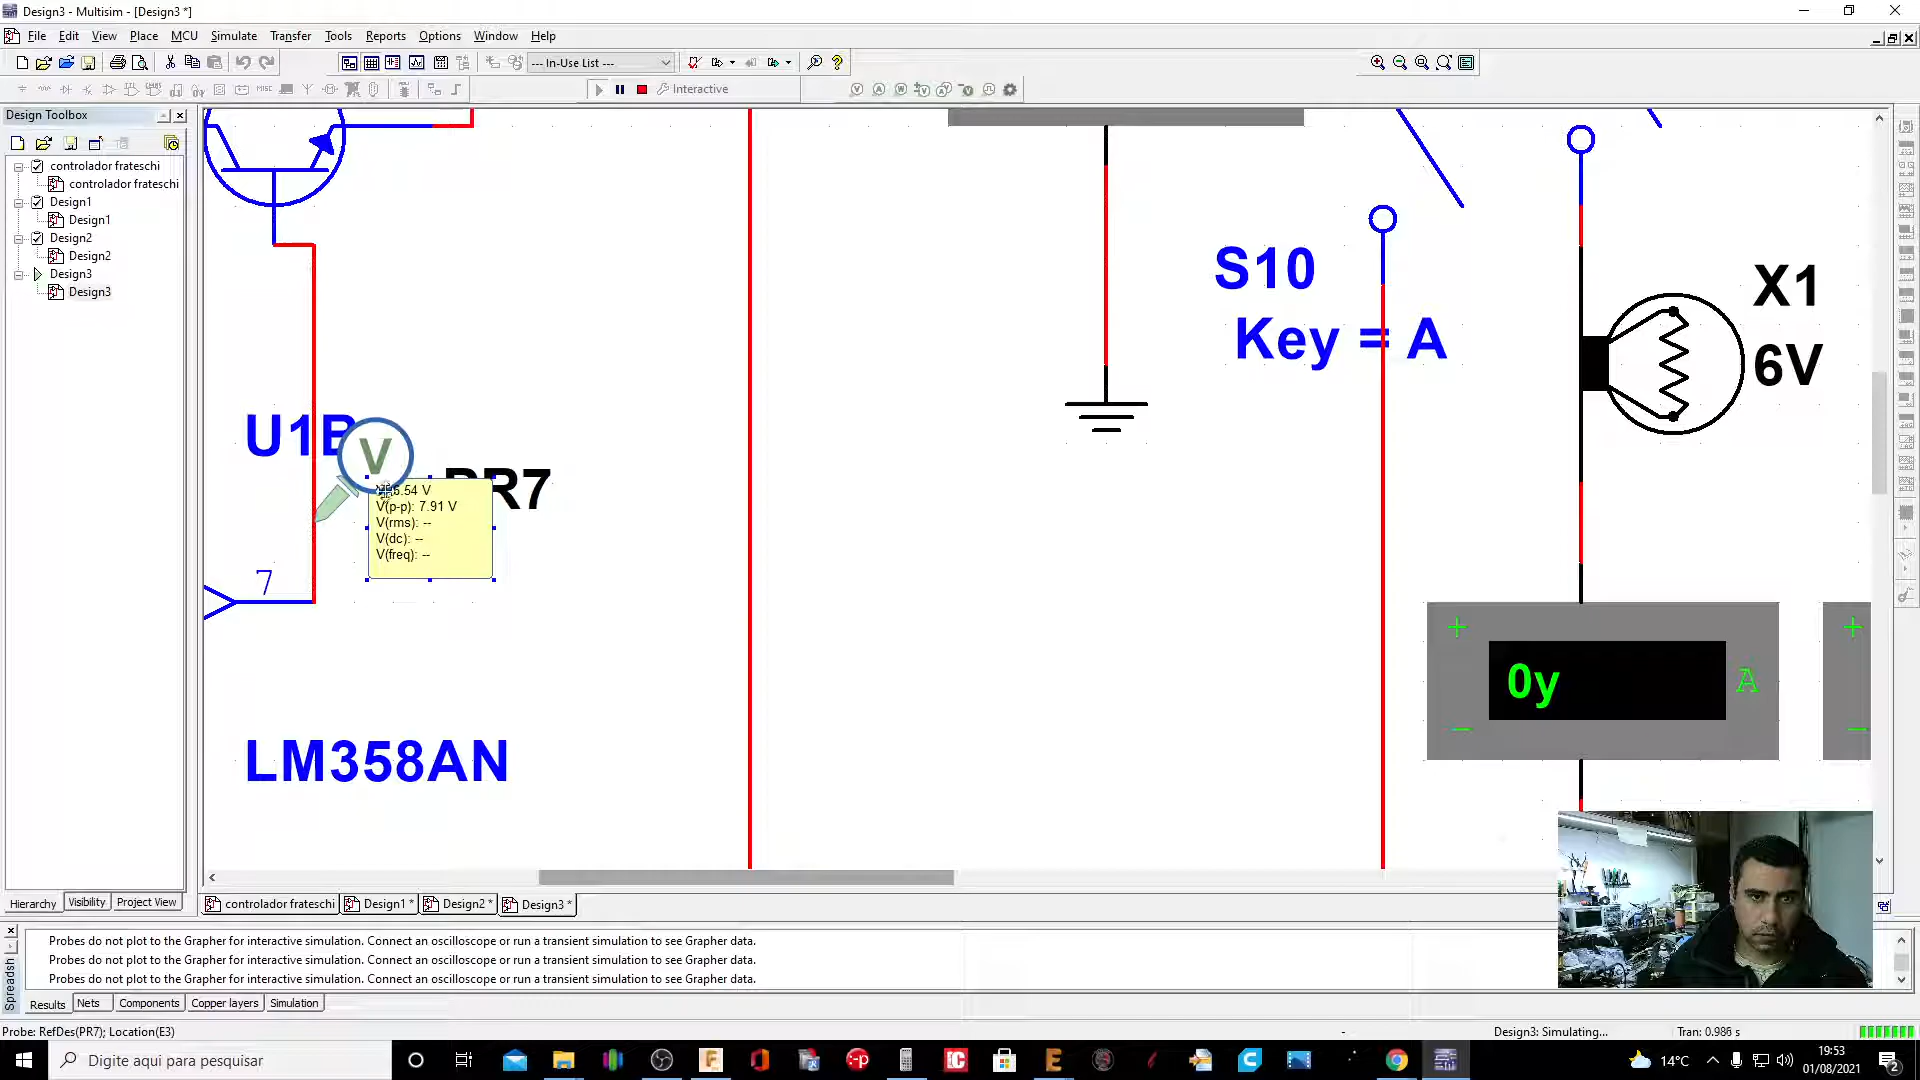 Design3 - Multisim - [Design3 *]
File Edit View Place MCU Simulate Transfer Tools Reports Options Window Help
--- In-Use List ---
Interactive
Design Toolbox
controlador frateschi
controlador frateschi
Design1
Design1
Design2
Design2
Design3
Design3
S10
Key = A
X1
6V
U1B
V
PR7
5.54 V
V(p-p): 7.91 V
V(rms): --
V(dc): --
V(freq): --
7
+
0y
A
LM358AN
Hierarchy Visibility Project View
controlador frateschi Design1 * Design2 * Design3 *
Probes do not plot to the Grapher for interactive simulation. Connect an oscilloscope or run a transient simulation to see Grapher data.
Probes do not plot to the Grapher for interactive simulation. Connect an oscilloscope or run a transient simulation to see Grapher data.
Probes do not plot to the Grapher for interactive simulation. Connect an oscilloscope or run a transient simulation to see Grapher data.
Spreadsh
Results Nets Components Copper layers Simulation
Probe: RefDes(PR7); Location(E3)
Design3: Simulating...
Tran: 0.986 s
Digite aqui para pesquisar
14°C
19:53
01/08/2021
2